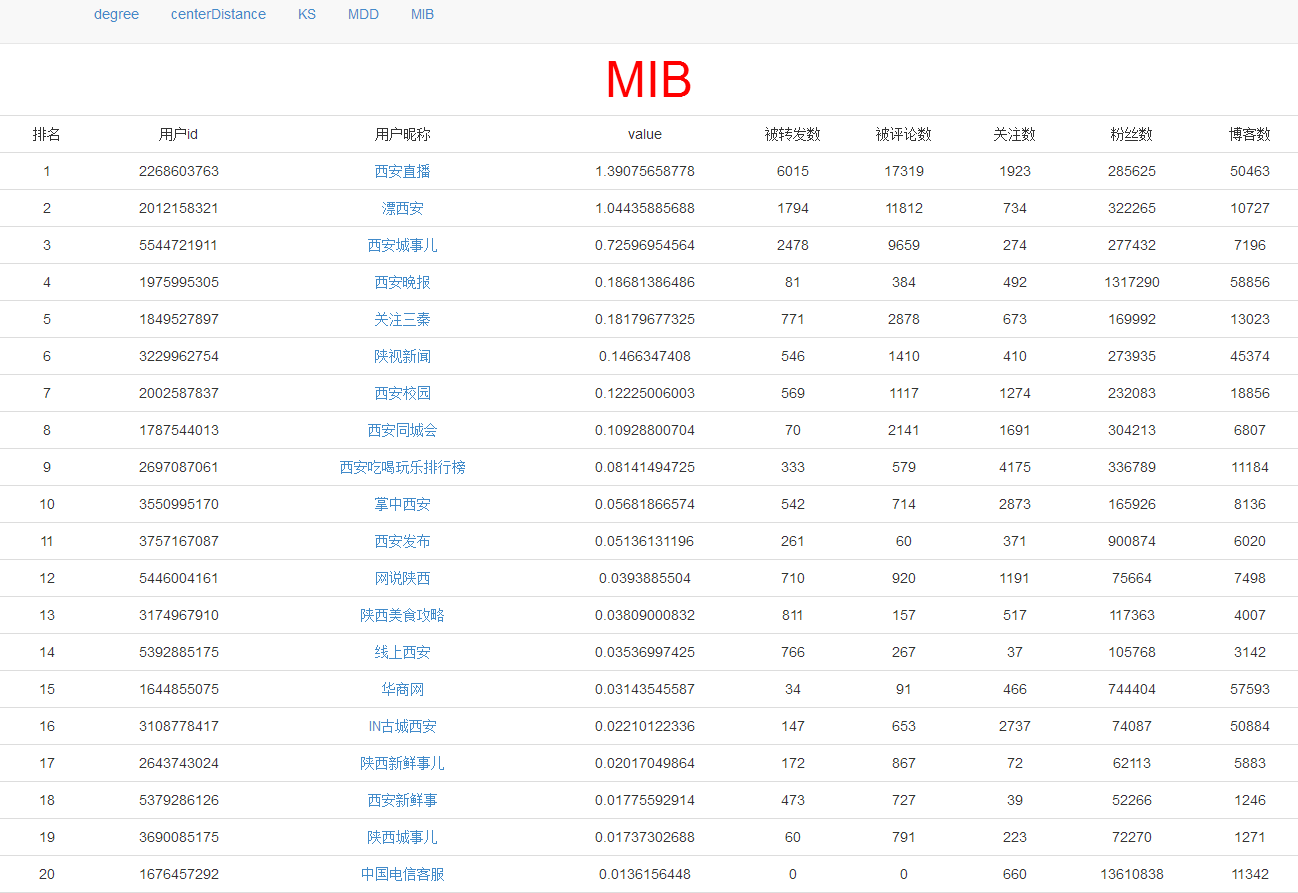 degree centerDistance KS MDD MIB
MIB
排名 用户id 用户昵称 value 被转发数 被评论数 关注数 粉丝数 博客数
1 2268603763 西安直播 1.39075658778 6015 17319 1923 285625 50463
2 2012158321 漂西安 1.04435885688 1794 11812 734 322265 10727
3 5544721911 西安城事儿 0.72596954564 2478 9659 274 277432 7196
4 1975995305 西安晚报 0.18681386486 81 384 492 1317290 58856
5 1849527897 关注三秦 0.18179677325 771 2878 673 169992 13023
6 3229962754 陕视新闻 0.1466347408 546 1410 410 273935 45374
7 2002587837 西安校园 0.12225006003 569 1117 1274 232083 18856
8 1787544013 西安同城会 0.10928800704 70 2141 1691 304213 6807
9 2697087061 西安吃喝玩乐排行榜 0.08141494725 333 579 4175 336789 11184
10 3550995170 掌中西安 0.05681866574 542 714 2873 165926 8136
11 3757167087 西安发布 0.05136131196 261 60 371 900874 6020
12 5446004161 网说陕西 0.0393885504 710 920 1191 75664 7498
13 3174967910 陕西美食攻略 0.03809000832 811 157 517 117363 4007
14 5392885175 线上西安 0.03536997425 766 267 37 105768 3142
15 1644855075 华商网 0.03143545587 34 91 466 744404 57593
16 3108778417 IN古城西安 0.02210122336 147 653 2737 74087 50884
17 2643743024 陕西新鲜事儿 0.02017049864 172 867 72 62113 5883
18 5379286126 西安新鲜事 0.01775592914 473 727 39 52266 1246
19 3690085175 陕西城事儿 0.01737302688 60 791 223 72270 1271
20 1676457292 中国电信客服 0.0136156448 0 0 660 13610838 11342